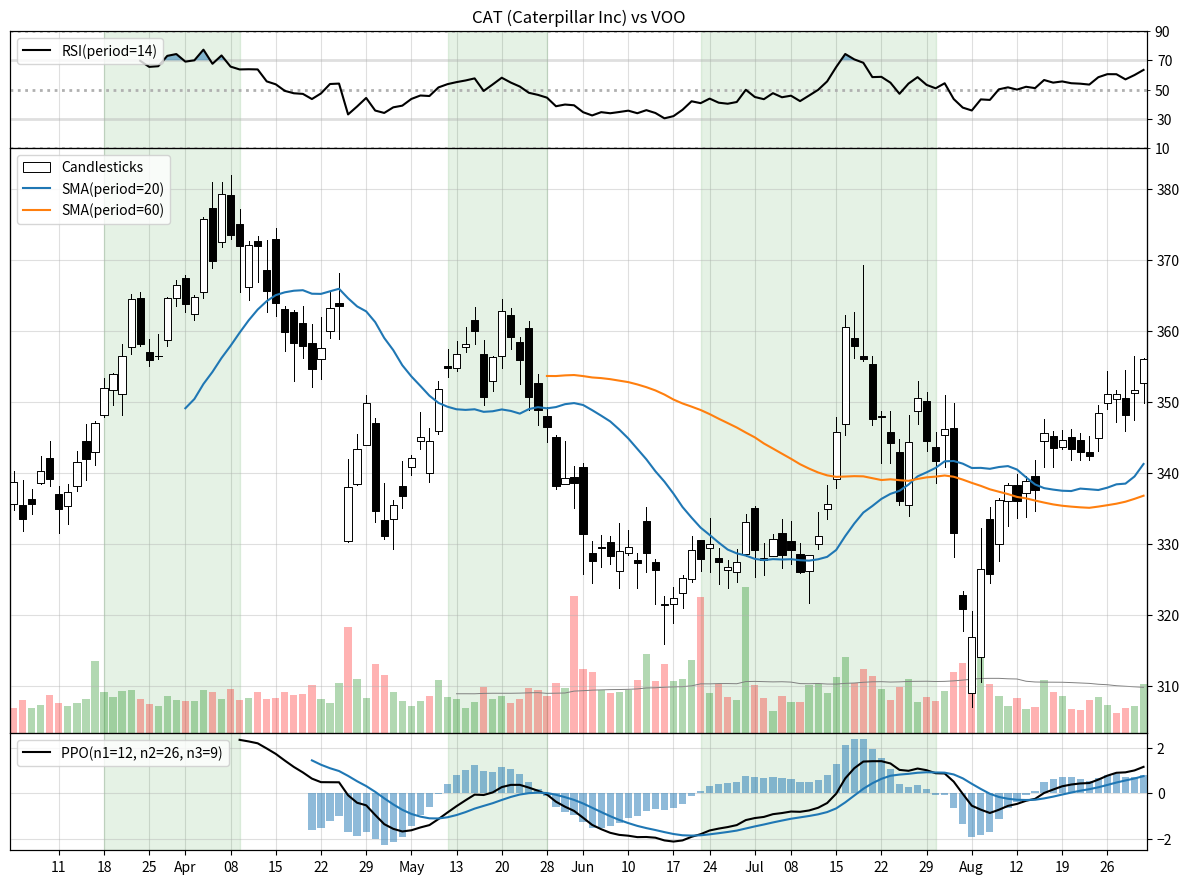 CAT (Caterpillar Inc) vs VOO
RSI(period=14)
90
70
50
30
10
Candlesticks
SMA(period=20)
SMA(period=60)
380
370
360
350
340
330
320
310
PPO(n1=12, n2=26, n3=9)
2
0
−2
11 18 25 Apr 08 15 22 29 May 13 20 28 Jun 10 17 24 Jul 08 15 22 29 Aug 12 19 26